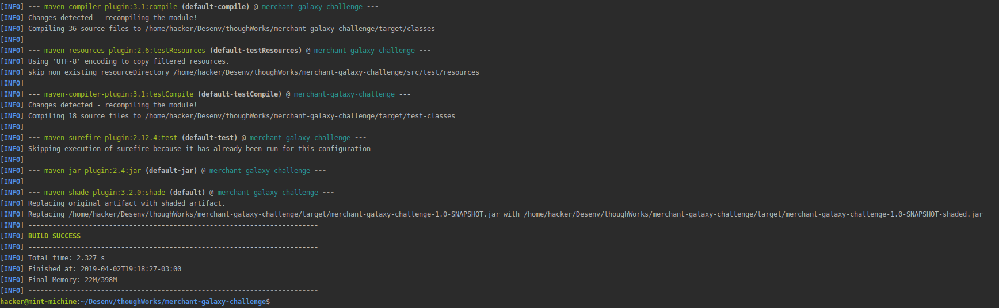 [INFO] --- maven-compiler-plugin:3.1:compile (default-compile) @ merchant-galaxy-challenge ---
[INFO] Changes detected - recompiling the module!
[INFO] Compiling 36 source files to /home/hacker/Desenv/thoughWorks/merchant-galaxy-challenge/target/classes
[INFO]
[INFO] --- maven-resources-plugin:2.6:testResources (default-testResources) @ merchant-galaxy-challenge ---
[INFO] Using 'UTF-8' encoding to copy filtered resources.
[INFO] skip non existing resourceDirectory /home/hacker/Desenv/thoughWorks/merchant-galaxy-challenge/src/test/resources
[INFO]
[INFO] --- maven-compiler-plugin:3.1:testCompile (default-testCompile) @ merchant-galaxy-challenge ---
[INFO] Changes detected - recompiling the module!
[INFO] Compiling 18 source files to /home/hacker/Desenv/thoughWorks/merchant-galaxy-challenge/target/test-classes
[INFO]
[INFO] --- maven-surefire-plugin:2.12.4:test (default-test) @ merchant-galaxy-challenge ---
[INFO] Skipping execution of surefire because it has already been run for this configuration
[INFO]
[INFO] --- maven-jar-plugin:2.4:jar (default-jar) @ merchant-galaxy-challenge ---
[INFO]
[INFO] --- maven-shade-plugin:3.2.0:shade (default) @ merchant-galaxy-challenge ---
[INFO] Replacing original artifact with shaded artifact.
[INFO] Replacing /home/hacker/Desenv/thoughWorks/merchant-galaxy-challenge/target/merchant-galaxy-challenge-1.0-SNAPSHOT.jar with /home/hacker/Desenv/thoughWorks/merchant-galaxy-challenge/target/merchant-galaxy-challenge-1.0-SNAPSHOT-shaded.jar
[INFO] ------------------------------------------------------------------------
[INFO] BUILD SUCCESS
[INFO] ------------------------------------------------------------------------
[INFO] Total time: 2.327 s
[INFO] Finished at: 2019-04-02T19:18:27-03:00
[INFO] Final Memory: 22M/398M
[INFO] ------------------------------------------------------------------------
hacker@mint-michine:~/Desenv/thoughWorks/merchant-galaxy-challenge$